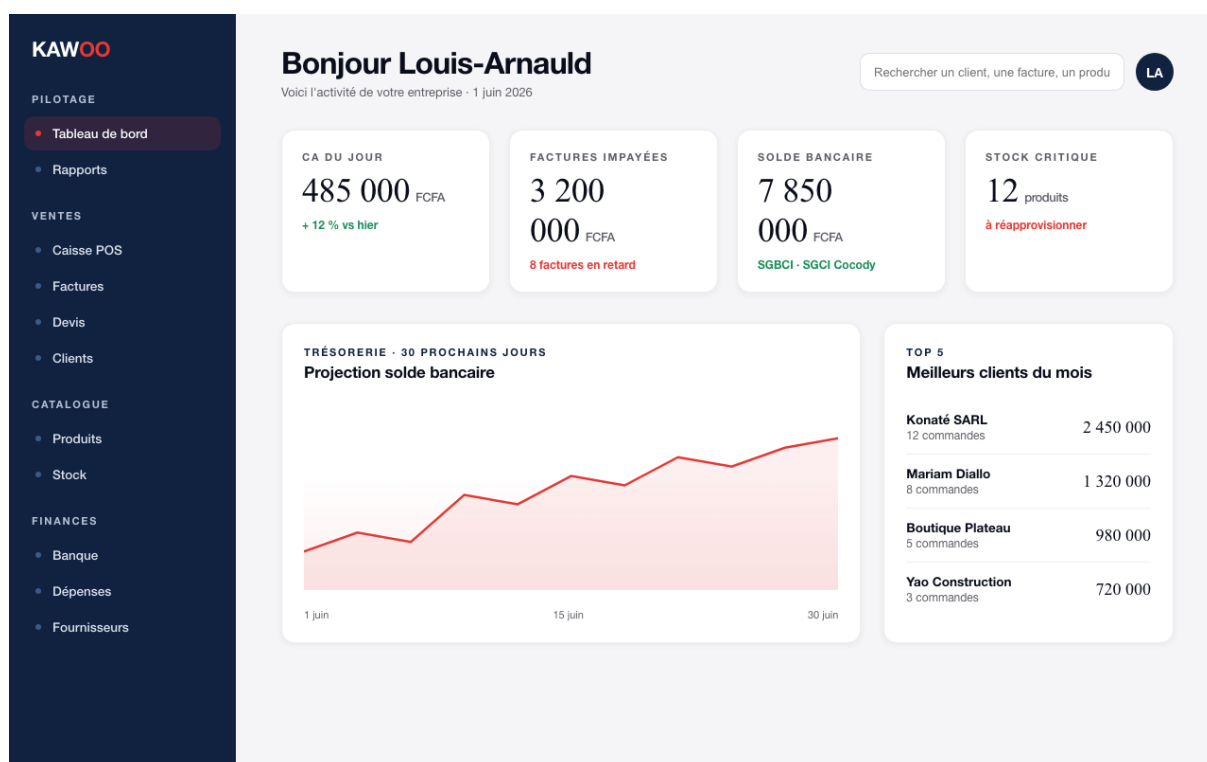 KAWOO
PILOTAGE
Tableau de bord
Rapports
VENTES
Caisse POS
Factures
Devis
Clients
CATALOGUE
Produits
Stock
FINANCES
Banque
Dépenses
Fournisseurs
Bonjour Louis-Arnauld
Voici l'activité de votre entreprise · 1 juin 2026
Rechercher un client, une facture, un produ
LA
CA DU JOUR
485 000 FCFA
+ 12 % vs hier
FACTURES IMPAYÉES
3 200
000 FCFA
8 factures en retard
SOLDE BANCAIRE
7 850
000 FCFA
SGBCI · SGCI Cocody
STOCK CRITIQUE
12 produits
à réapprovisionner
TRÉSORERIE · 30 PROCHAINS JOURS
Projection solde bancaire
1 juin
15 juin
30 juin
TOP 5
Meilleurs clients du mois
Konaté SARL
12 commandes
2 450 000
Mariam Diallo
8 commandes
1 320 000
Boutique Plateau
5 commandes
980 000
Yao Construction
3 commandes
720 000